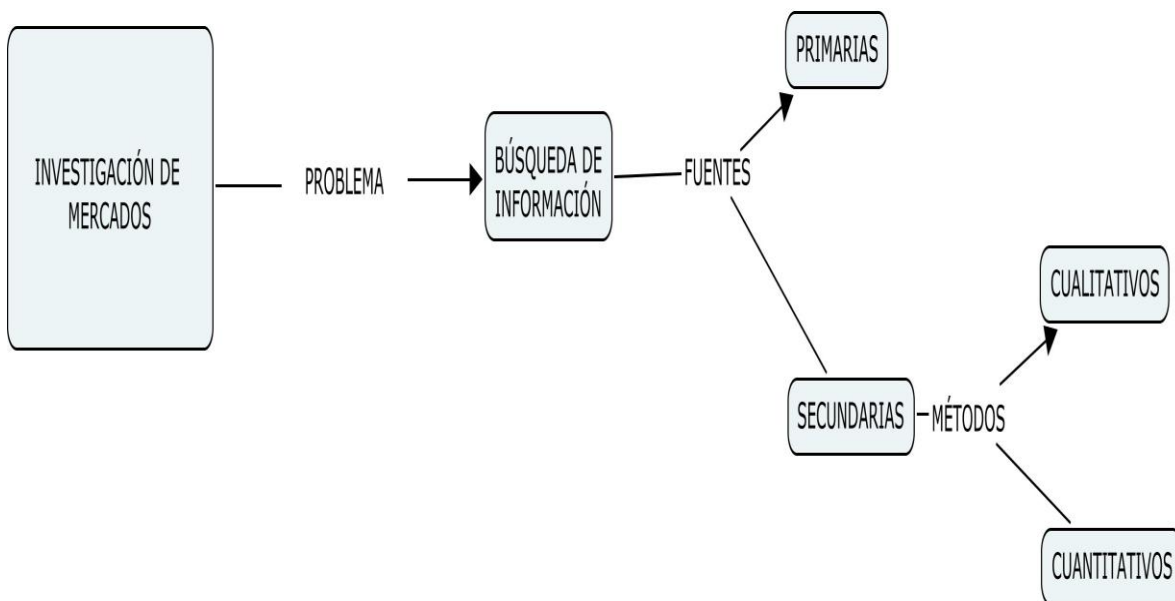 INVESTIGACIÓN DE
MERCADOS
PROBLEMA
BÚSQUEDA DE
INFORMACIÓN
FUENTES
PRIMARIAS
SECUNDARIAS
MÉTODOS
CUALITATIVOS
CUANTITATIVOS